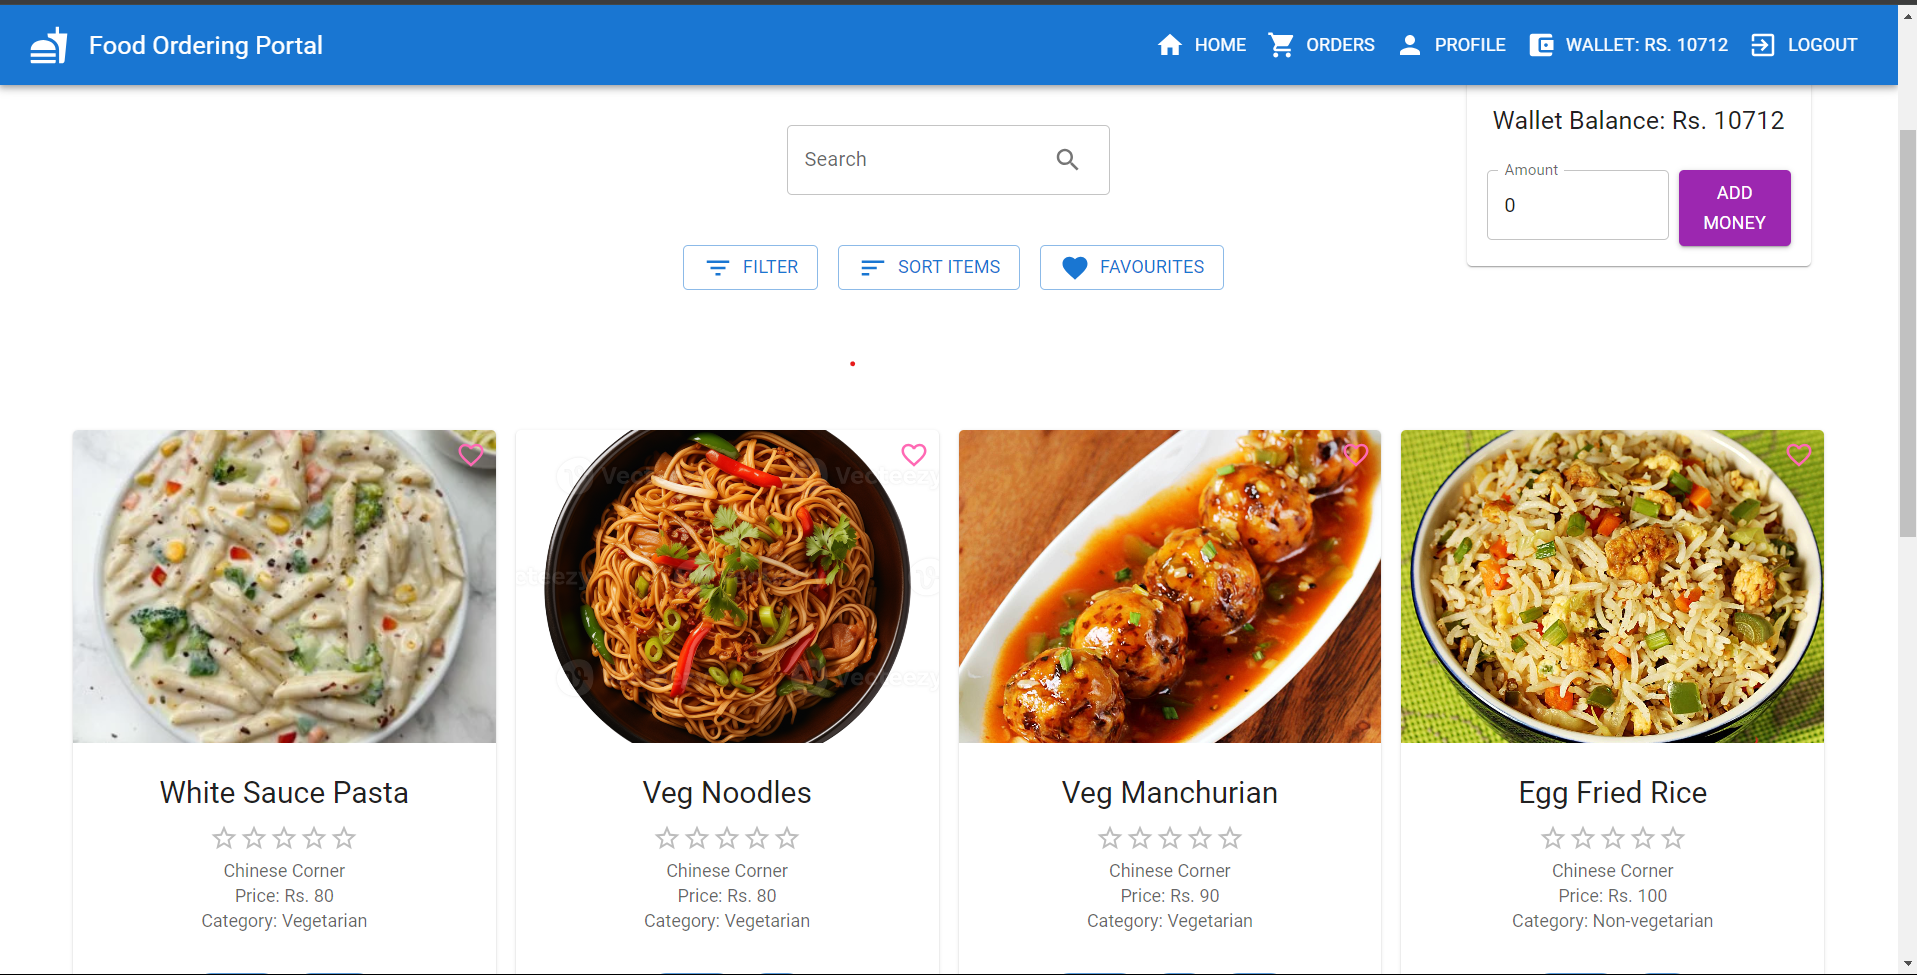 Food Ordering Portal
HOME
ORDERS
PROFILE
WALLET: RS. 10712
LOGOUT
Wallet Balance: Rs. 10712
Search
Amount
0
ADD
MONEY
FILTER
SORT ITEMS
FAVOURITES
Vecteezy
White Sauce Pasta
Chinese Corner
Price: Rs. 80
Category: Vegetarian
Veg Noodles
Chinese Corner
Price: Rs. 80
Category: Vegetarian
Veg Manchurian
Chinese Corner
Price: Rs. 90
Category: Vegetarian
Egg Fried Rice
Chinese Corner
Price: Rs. 100
Category: Non-vegetarian